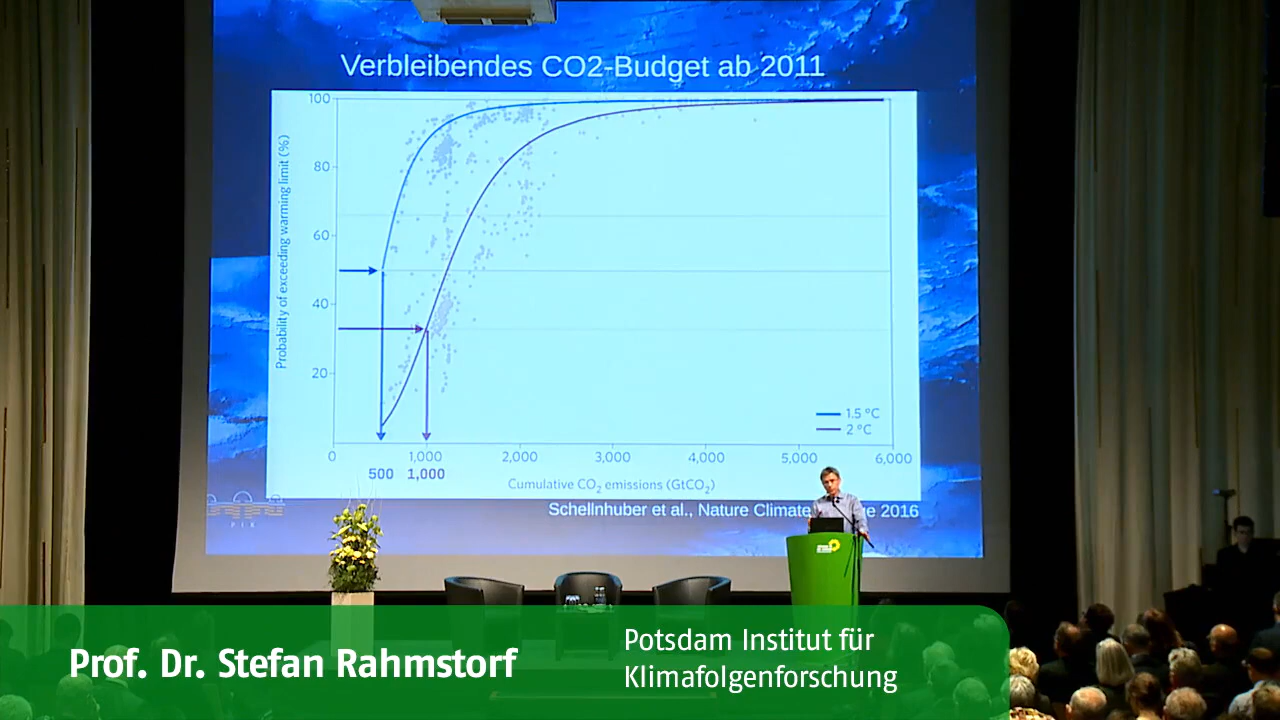 Verbleibendes CO2-Budget ab 2011
Probability of exceeding warming limit (%)
100
80
60
40
20
0
1,000
2,000
3,000
4,000
5,000
6,000
500
1,000
Cumulative CO₂ emissions (GtCO₂)
1.5 °C
2 °C
PIK
Schellnhuber et al., Nature Climate ge 2016
Prof. Dr. Stefan Rahmstorf
Potsdam Institut für
Klimafolgenforschung